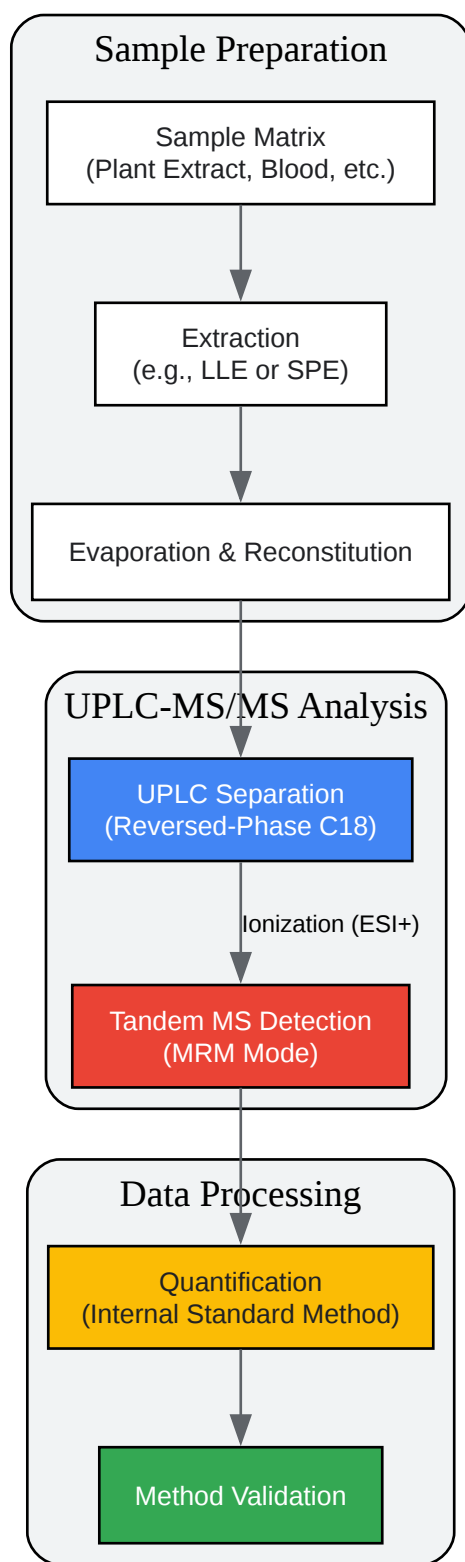 Sample Preparation
Sample Matrix
(Plant Extract, Blood, etc.)
Extraction
(e.g., LLE or SPE)
Evaporation & Reconstitution
UPLC-MS/MS Analysis
UPLC Separation
(Reversed-Phase C18)
Ionization (ESI+)
Tandem MS Detection
(MRM Mode)
Data Processing
Quantification
(Internal Standard Method)
Method Validation